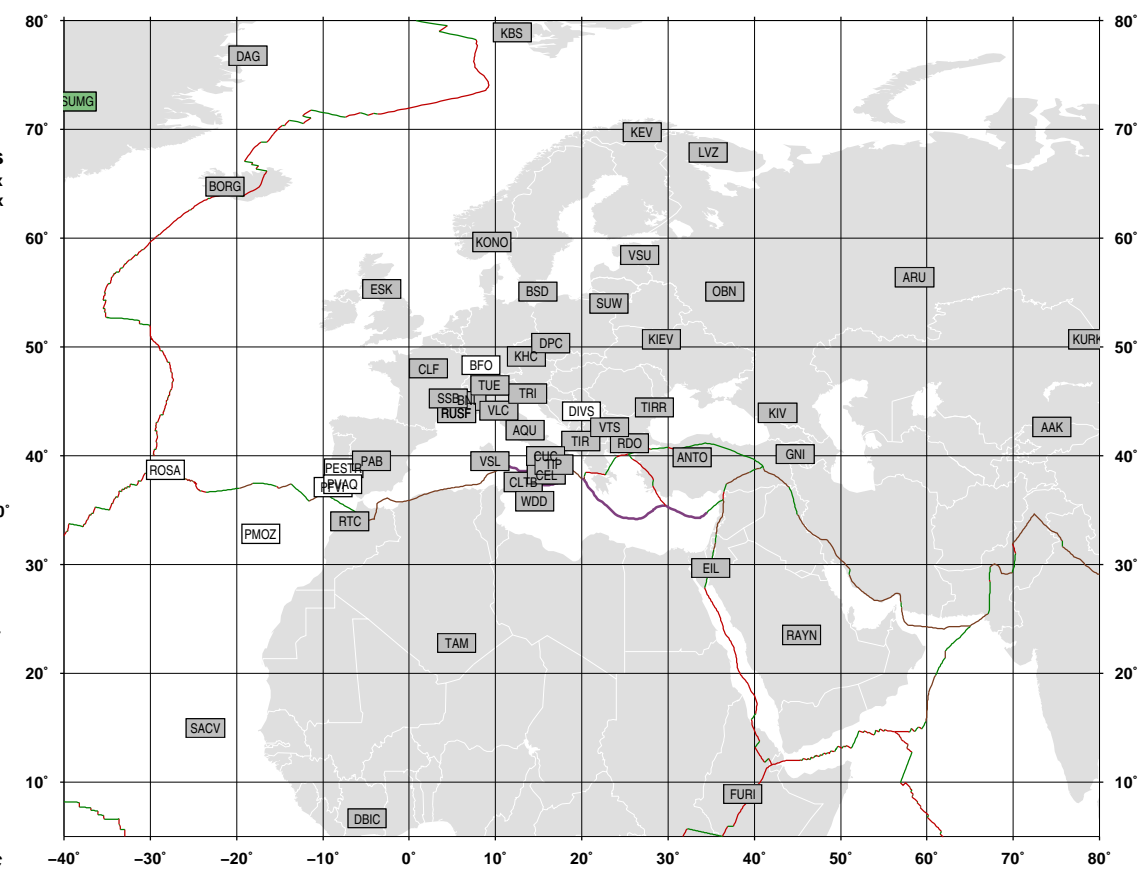 80° 80°
KBS
DAG
SUMG
70° 70°
KEV
LVZ
s
x
x
BORG
60° KONO 60°
VSU
ARU
ESK BSD OBN
SUW
50° DPC KIEV KURK 50°
KHC
BFO
CLF
TUE
TRI
SSB
RUSF VLC DIVS TIRR KIV
AQU VTS AAK
TIR RDO
40° 40°
ROSA PESTR PAB VSL CUC TIP ANTO GNI
CEL
PVAQ CLTB
WDD
0°
RTC
PMOZ
30° EIL 30°
TAM RAYN
20° 20°
SACV
10° 10°
FURI
DBIC
−40° −30° −20° −10° 0° 10° 20° 30° 40° 50° 60° 70° 80°